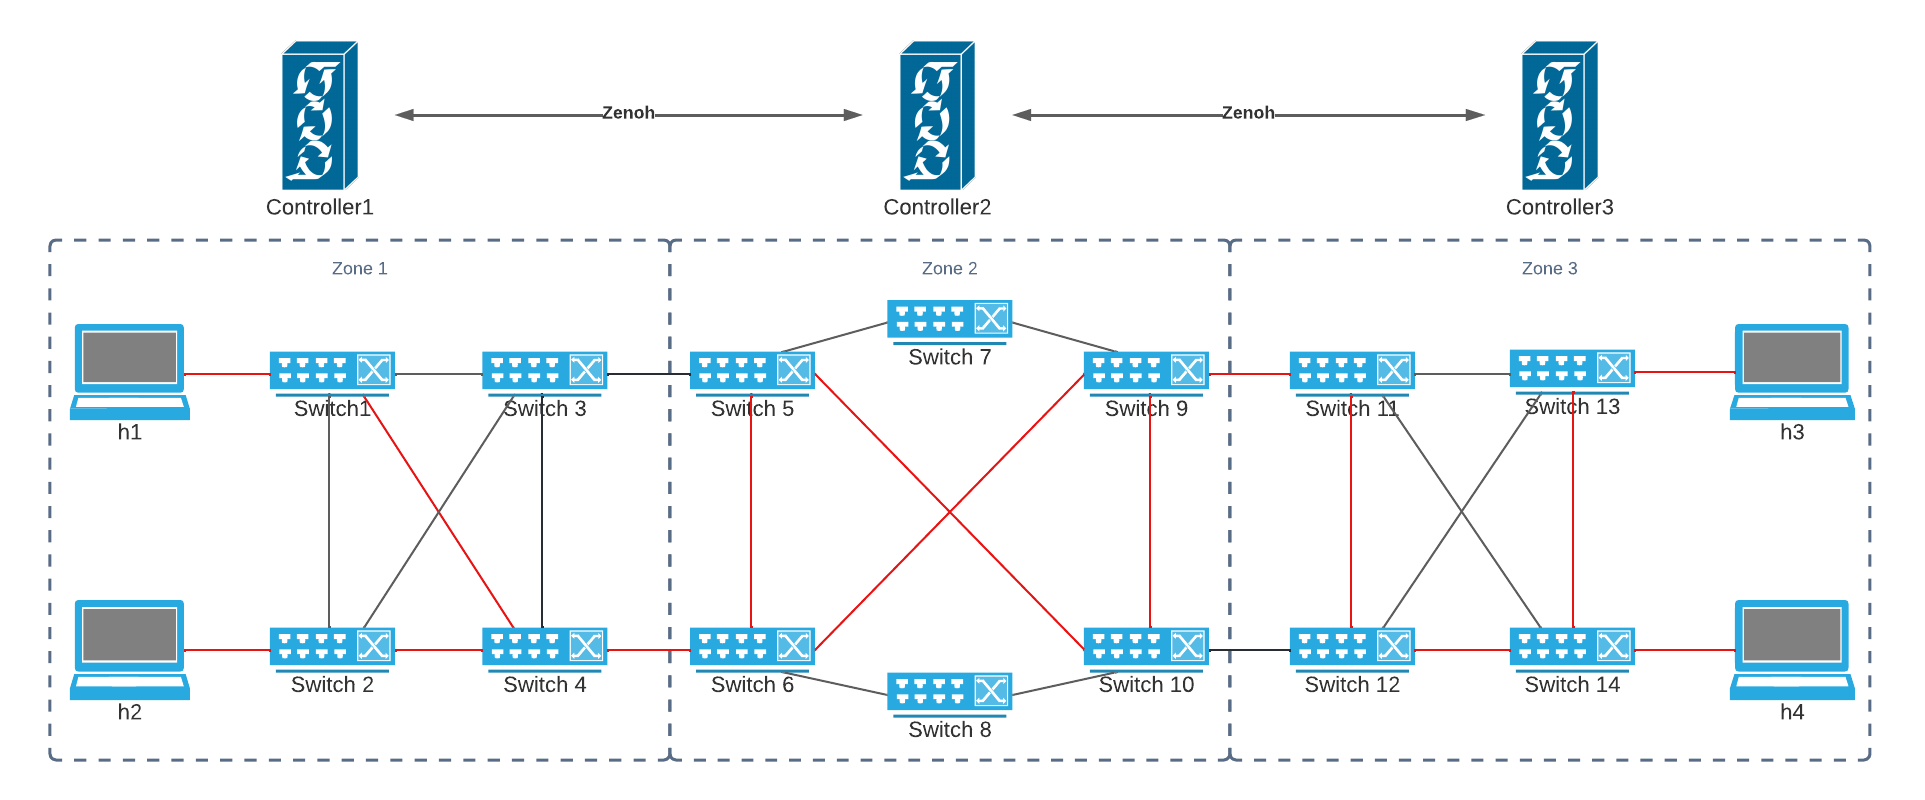 Zenoh
Zenoh
Controller1
Controller2
Controller3
Zone 1
Zone 2
Zone 3
Switch 7
Switch1
Switch 3
Switch 5
Switch 9
Switch 11
Switch 13
h1
h3
Switch 2
Switch 4
Switch 6
Switch 10
Switch 12
Switch 14
h2
h4
Switch 8